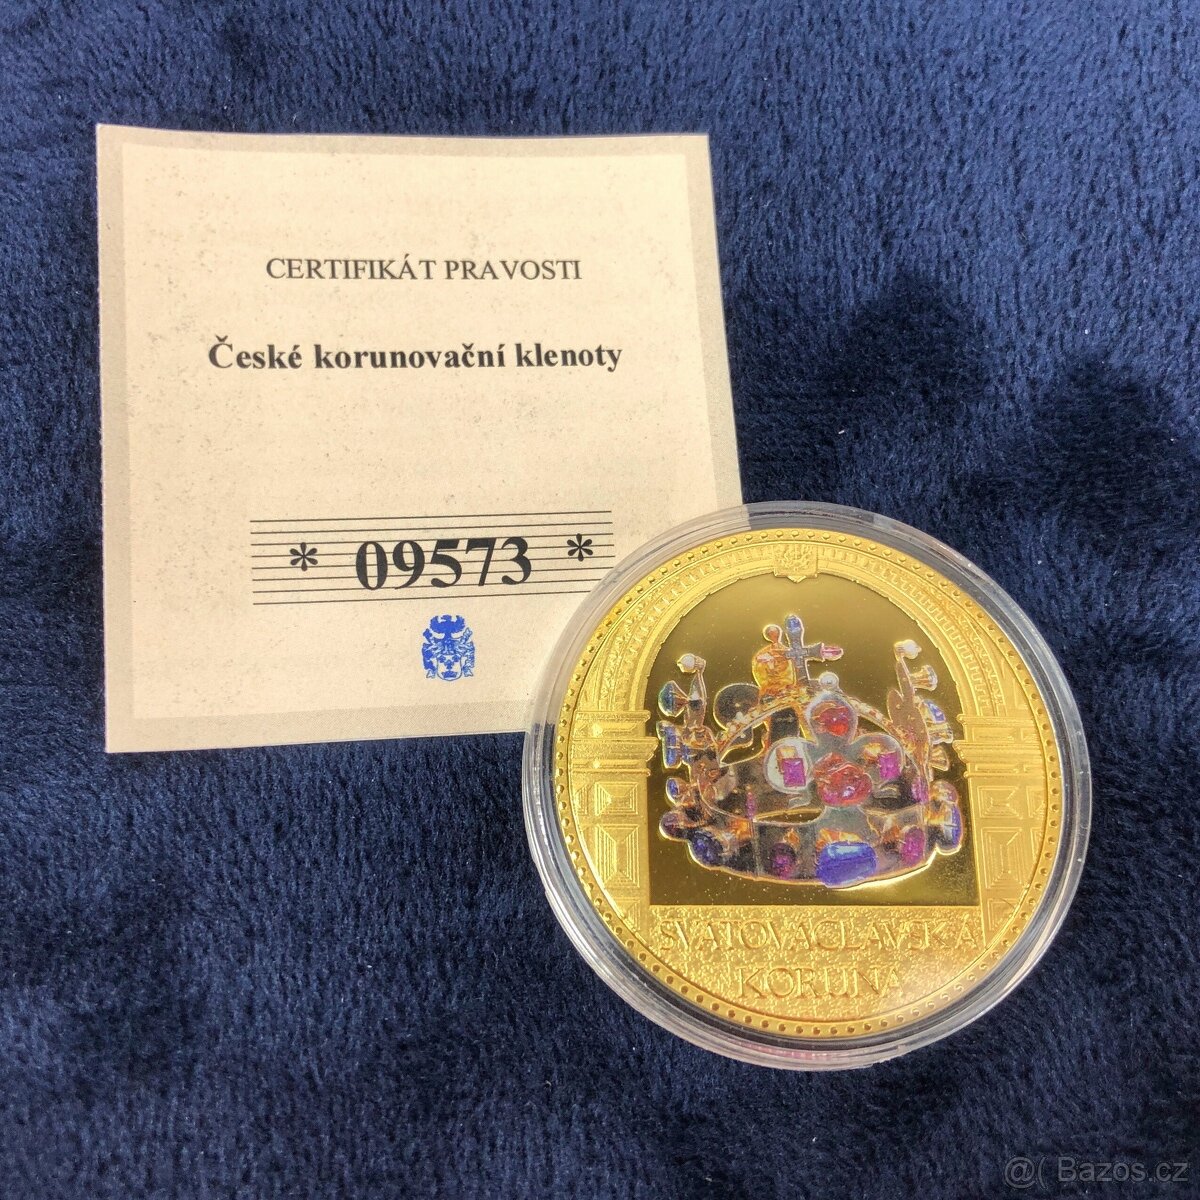 CERTIFIKÁT PRAVOSTI
České korunovační klenoty
* 09573 *
SVATOVÁCLAVSKÁ
KORUNA
@( Bazos.cz